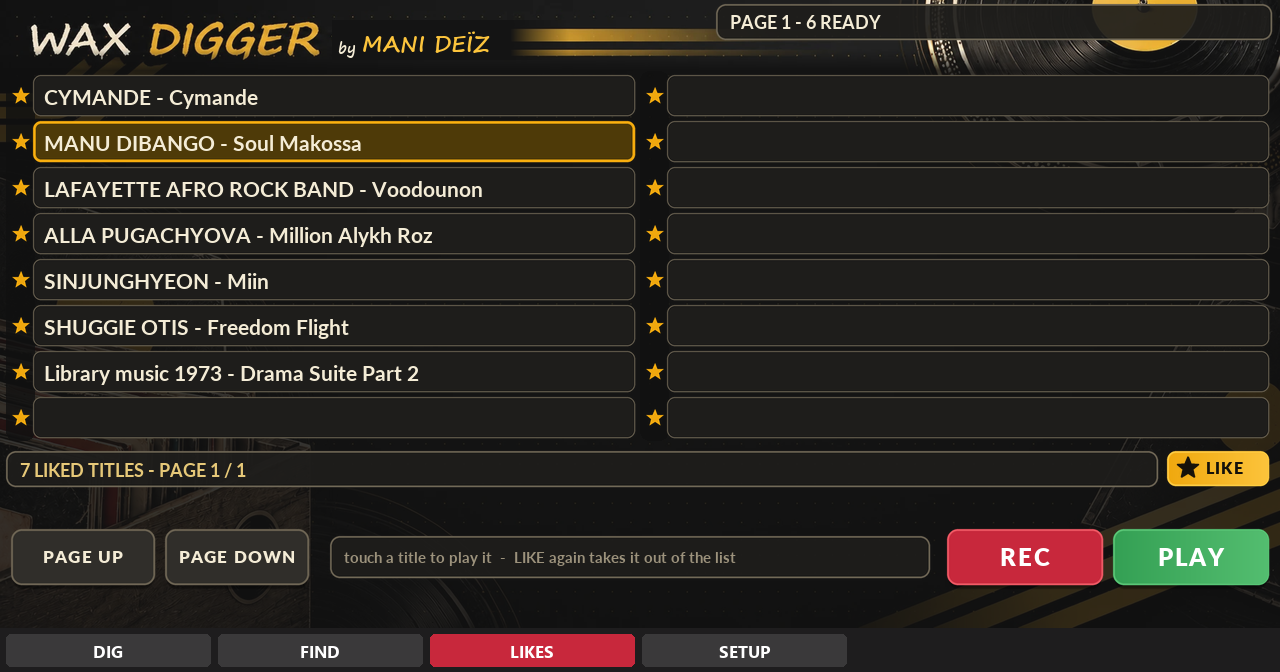 WAX DIGGER by MANI DEÏZ
PAGE 1 - 6 READY
CYMANDE - Cymande
MANU DIBANGO - Soul Makossa
LAFAYETTE AFRO ROCK BAND - Voodounon
ALLA PUGACHYOVA - Million Alykh Roz
SINJUNGHYEON - Miin
SHUGGIE OTIS - Freedom Flight
Library music 1973 - Drama Suite Part 2
7 LIKED TITLES - PAGE 1 / 1
LIKE
PAGE UP
PAGE DOWN
touch a title to play it - LIKE again takes it out of the list
REC
PLAY
DIG
FIND
LIKES
SETUP